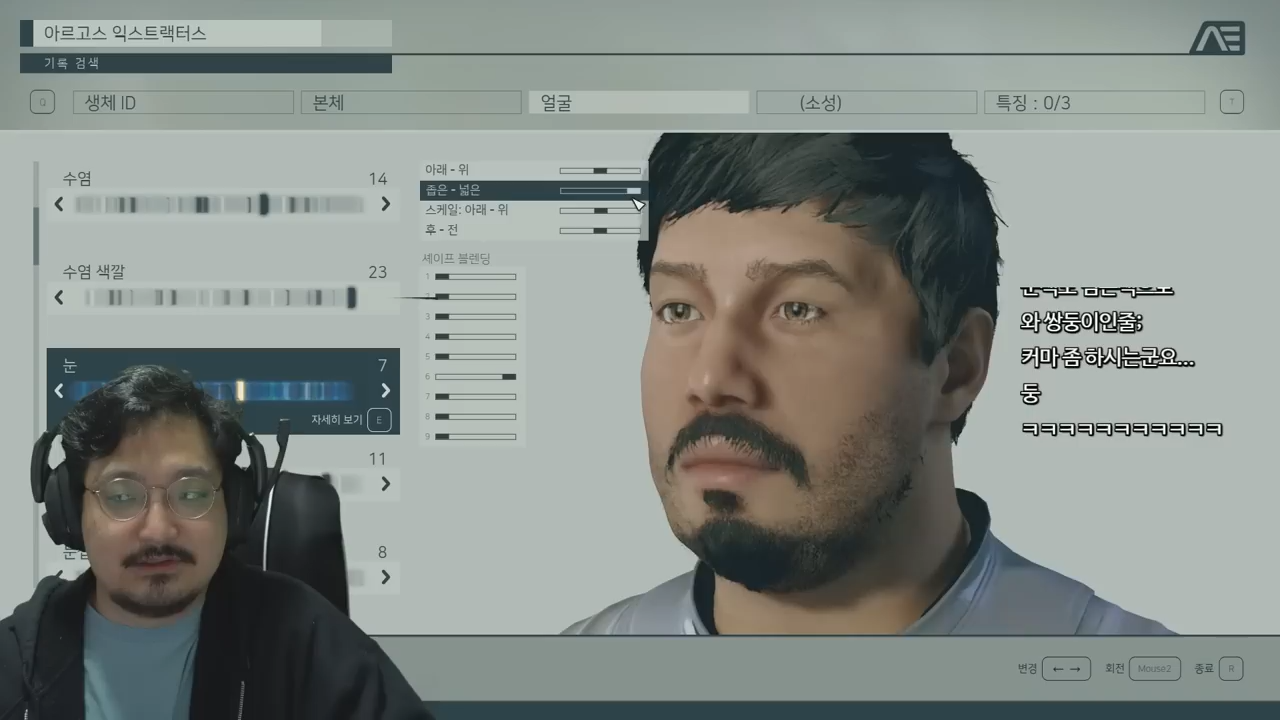 아르고스 익스트랙터스
기록 검색
AE
Q
생체 ID
본체
얼굴
(소성)
특징 : 0/3
T
수염
14
수염 색깔
23
눈
7
자세히 보기
E
11
8
아래 - 위
좁은 - 넓은
스케일: 아래 - 위
후 - 전
셰이프 블렌딩
1
3
4
5
6
7
8
9
와 쌍둥이인줄;
커마 좀 하시는군요...
둥
ㅋㅋㅋㅋㅋㅋㅋㅋㅋㅋㅋ
변경
← →
회전
Mouse2
종료
R